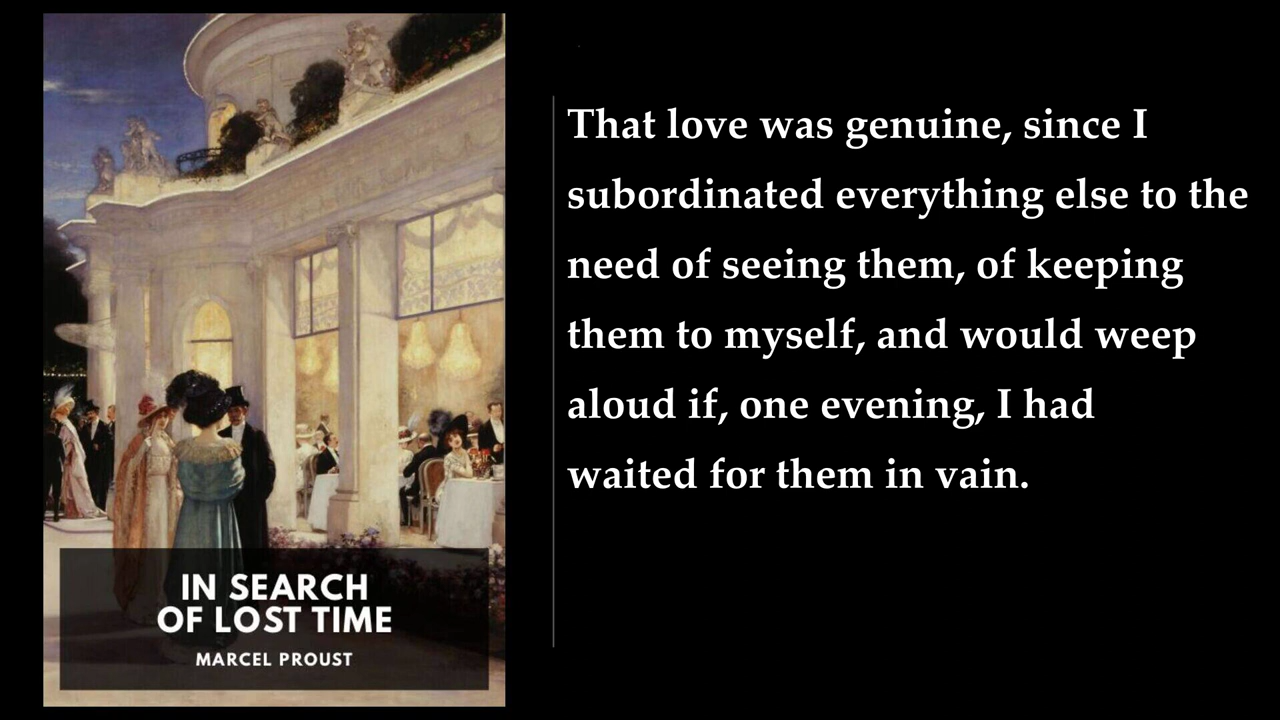 IN SEARCH
OF LOST TIME
MARCEL PROUST
That love was genuine, since I
subordinated everything else to the
need of seeing them, of keeping
them to myself, and would weep
aloud if, one evening, I had
waited for them in vain.